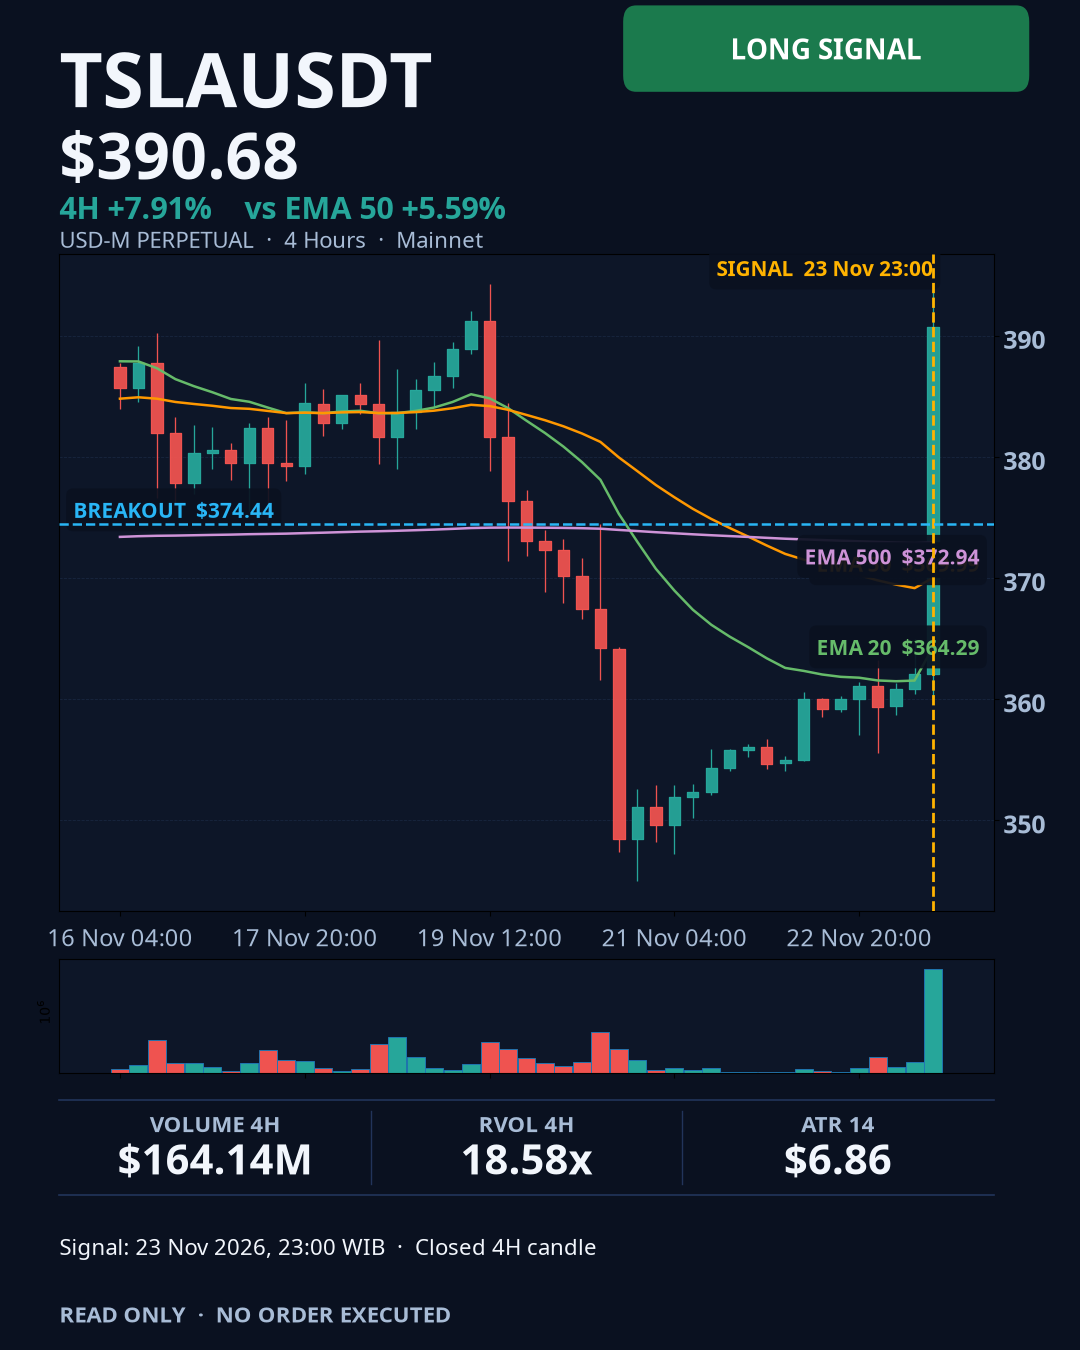 TSLAUSDT
LONG SIGNAL
$390.68
4H +7.91% vs EMA 50 +5.59%
USD-M PERPETUAL · 4 Hours · Mainnet
SIGNAL 23 Nov 23:00
390
380
BREAKOUT $374.44
EMA 500 $372.94
370
EMA 20 $364.29
360
350
16 Nov 04:00 17 Nov 20:00 19 Nov 12:00 21 Nov 04:00 22 Nov 20:00
10⁶
VOLUME 4H RVOL 4H ATR 14
$164.14M 18.58x $6.86
Signal: 23 Nov 2026, 23:00 WIB · Closed 4H candle
READ ONLY · NO ORDER EXECUTED